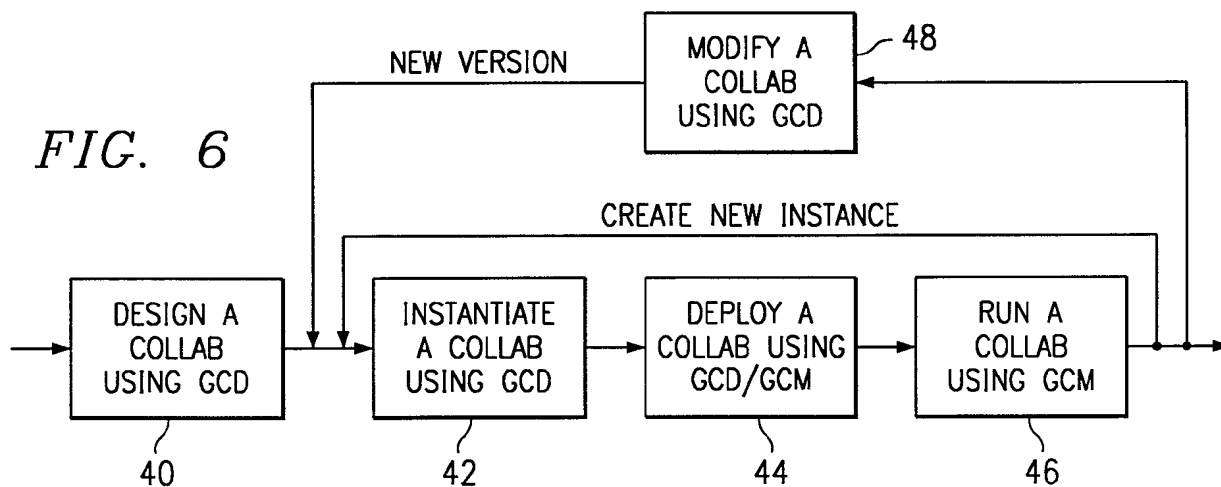 MODIFY A
COLLAB
USING GCD
48
NEW VERSION
FIG. 6
CREATE NEW INSTANCE
DESIGN A
COLLAB
USING GCD
INSTANTIATE
A COLLAB
USING GCD
DEPLOY A
COLLAB USING
GCD/GCM
RUN A
COLLAB
USING GCM
40
42
44
46